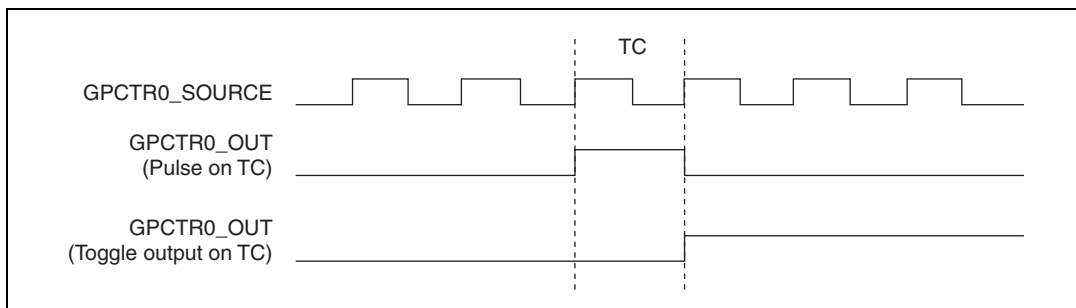 TC
GPCTR0_SOURCE
GPCTR0_OUT
(Pulse on TC)
GPCTR0_OUT
(Toggle output on TC)